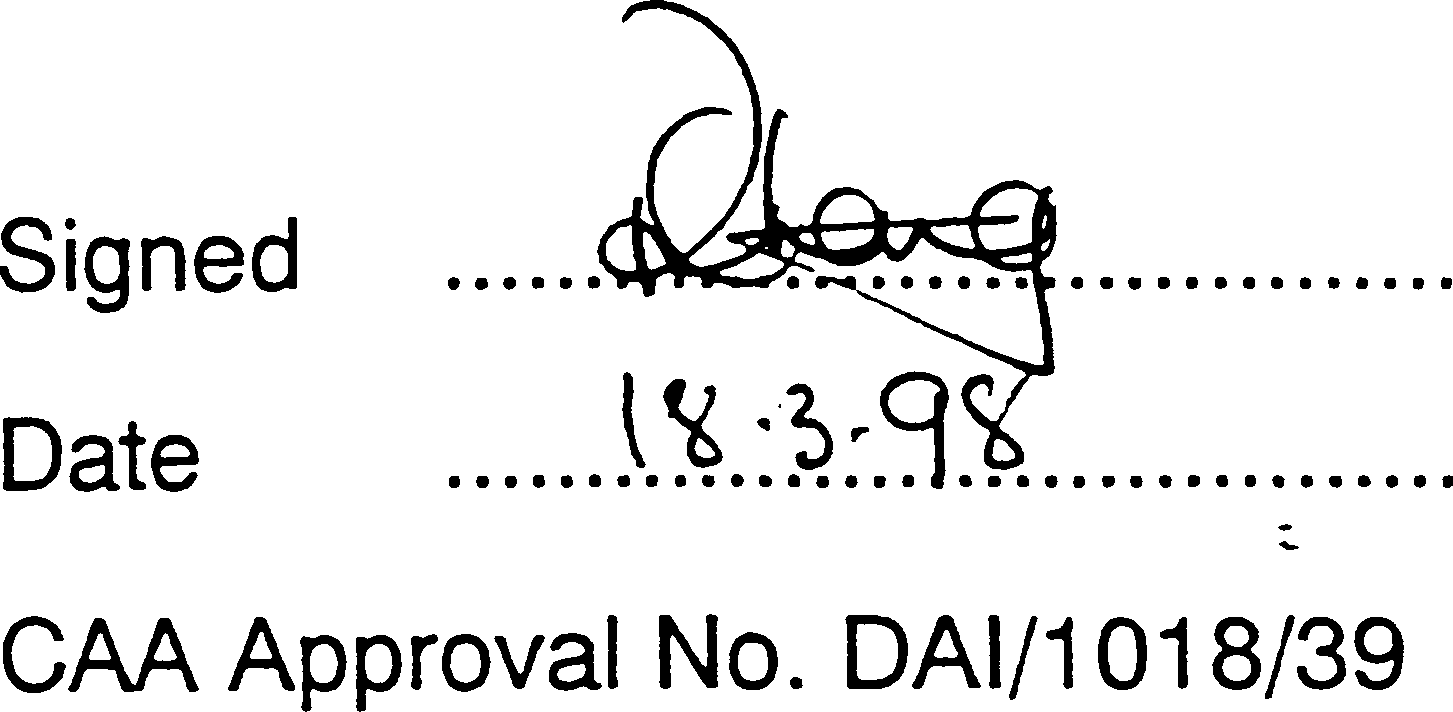 Signed
Date 18.3.98
CAA Approval No. DAI/1018/39